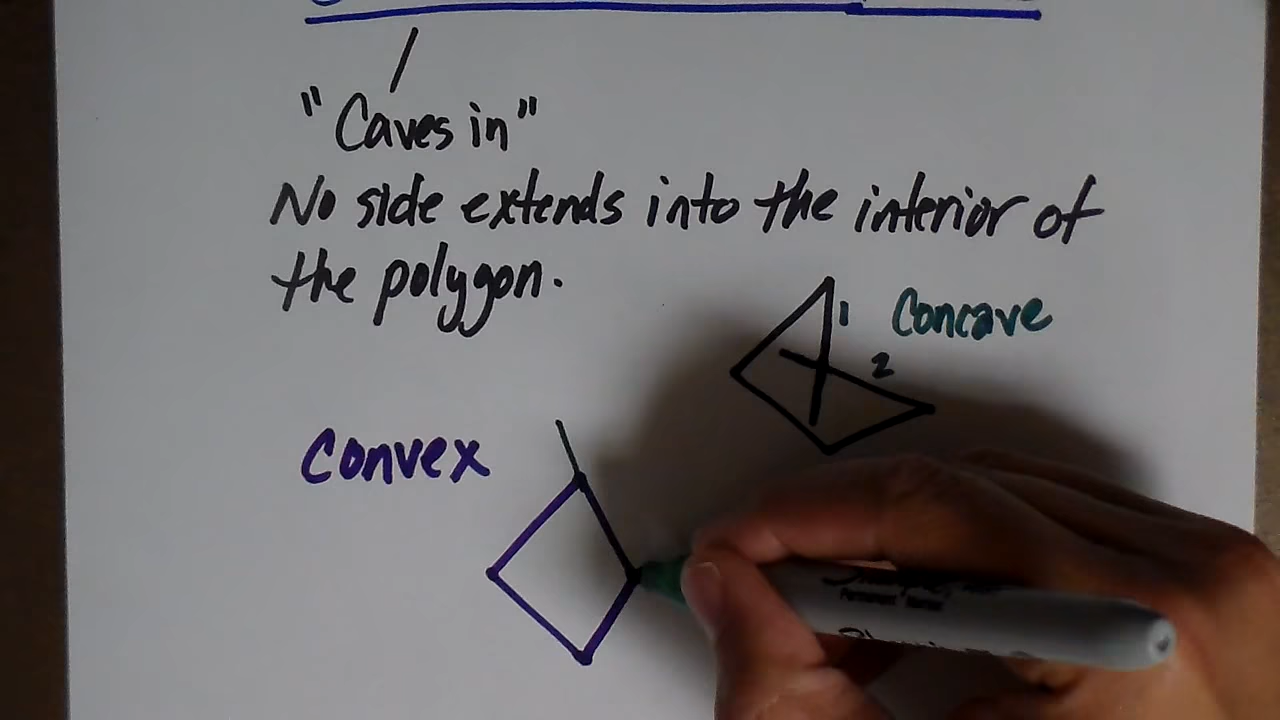 "Caves in"
No side extends into the interior of
the polygon.
1
Concave
2
Convex